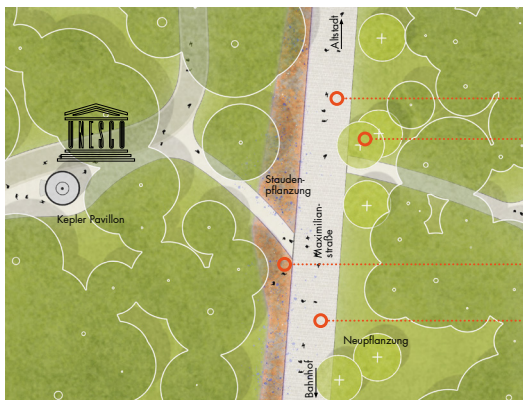 Altstadt
UNESCO
Stauden-
pflanzung
Kepler Pavillon
Maximilian-
straße
Neupflanzung
Bahnhof